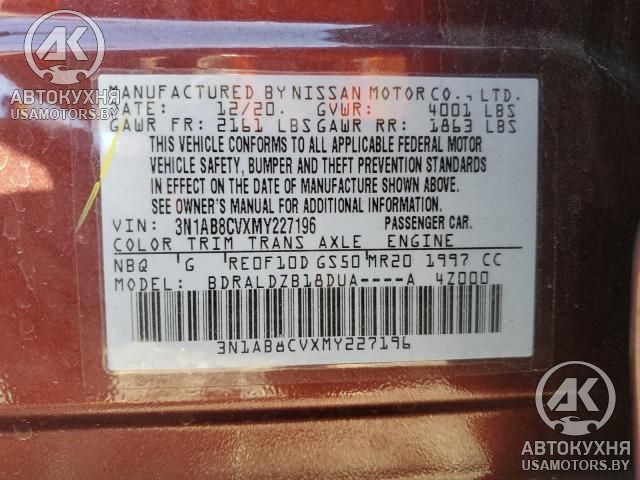 AK
АВТОКУХНЯ
USAMOTORS.BY
MANUFACTURED BY NISSAN MOTOR CO., LTD.
DATE: 12/20. GVWR: 4001 LBS
GAWR FR: 2161 LBS GAWR RR: 1863 LBS
THIS VEHICLE CONFORMS TO ALL APPLICABLE FEDERAL MOTOR
VEHICLE SAFETY, BUMPER AND THEFT PREVENTION STANDARDS
IN EFFECT ON THE DATE OF MANUFACTURE SHOWN ABOVE.
SEE OWNER'S MANUAL FOR ADDITIONAL INFORMATION.
VIN: 3N1AB8CVXMY227196 PASSENGER CAR.
COLOR TRIM TRANS AXLE ENGINE
NBQ G RE0F10D GS50 MR20 1997 CC
MODEL: BDRALDZB18DUA----A 4Z000
3N1AB8CVXMY227196
AK
АВТОКУХНЯ
USAMOTORS.BY